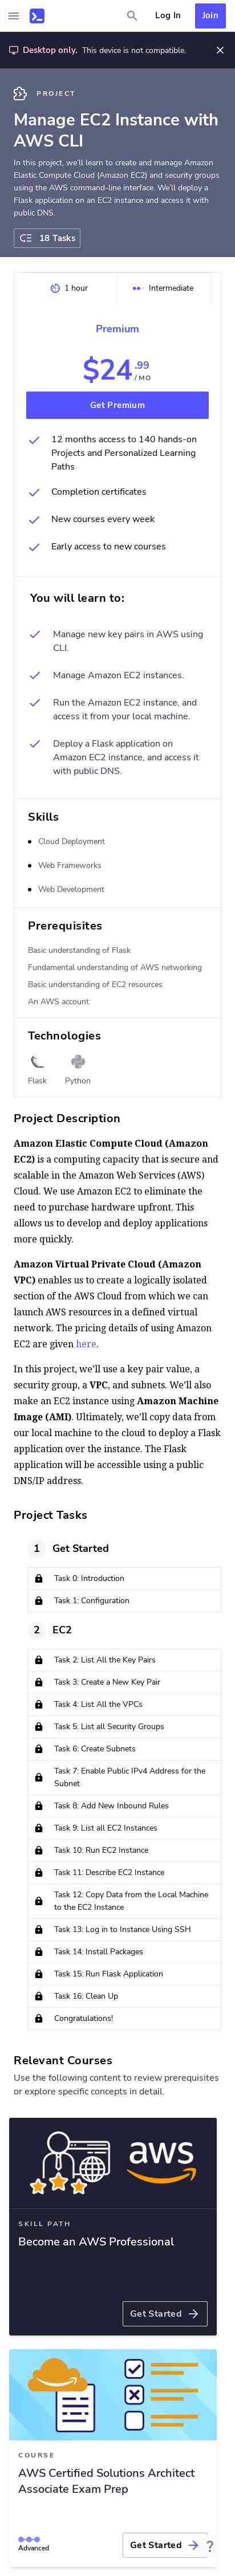 Log In
Join
Desktop only. This device is not compatible.
PROJECT
Manage EC2 Instance with
AWS CLI
In this project, we'll learn to create and manage Amazon
Elastic Compute Cloud (Amazon EC2) and security groups
using the AWS command-line interface. We'll be deploy a
Flask application on an EC2 instance and access it with
public DNS.
18 Tasks
1 hour
Intermediate
Premium
$24.99
/MO
Get Premium
12 months access to 140 hands-on
Projects and Personalized Learning
Paths
Completion certificates
New courses every week
Early access to new courses
You will learn to:
Manage new key pairs in AWS using
CLI.
Manage Amazon EC2 instances.
Run the Amazon EC2 instance, and
access it from your local machine.
Deploy a Flask application on
Amazon EC2 instance, and access it
with public DNS.
Skills
Cloud Deployment
Web Frameworks
Web Development
Prerequisites
Basic understanding of Flask
Fundamental understanding of AWS networking
Basic understanding of EC2 resources
An AWS account
Technologies
Flask
Python
Project Description
Amazon Elastic Compute Cloud (Amazon
EC2) is a computing capacity that is secure and
scalable in the Amazon Web Services (AWS)
Cloud. We use Amazon EC2 to eliminate the
need to purchase hardware upfront. This
allows us to develop and deploy applications
more quickly.
Amazon Virtual Private Cloud (Amazon
VPC) enables us to create a logically isolated
section of the AWS Cloud from which we can
launch AWS resources in a defined virtual
network. The pricing details of using Amazon
EC2 are given here.
In this project, we'll use a key pair value, a
security group, a VPC, and subnets. We'll also
make an EC2 instance using Amazon Machine
Image (AMI). Ultimately, we'll copy data from
our local machine to the cloud to deploy a Flask
application over the instance. The Flask
application will be accessible using a public
DNS/IP address.
Project Tasks
1 Get Started
Task 0: Introduction
Task 1: Configuration
2 EC2
Task 2: List All the Key Pairs
Task 3: Create a New Key Pair
Task 4: List All the VPCs
Task 5: List all Security Groups
Task 6: Create Subnets
Task 7: Enable Public IPv4 Address for the
Subnet
Task 8: Add New Inbound Rules
Task 9: List all EC2 Instances
Task 10: Run EC2 Instance
Task 11: Describe EC2 Instance
Task 12: Copy Data from the Local Machine
to the EC2 Instance
Task 13: Log in to Instance Using SSH
Task 14: Install Packages
Task 15: Run Flask Application
Task 16: Clean Up
Congratulations!
Relevant Courses
Use the following content to review prerequisites
or explore specific concepts in detail.
aws
SKILL PATH
Become an AWS Professional
Get Started
COURSE
AWS Certified Solutions Architect
Associate Exam Prep
Advanced
Get Started
?